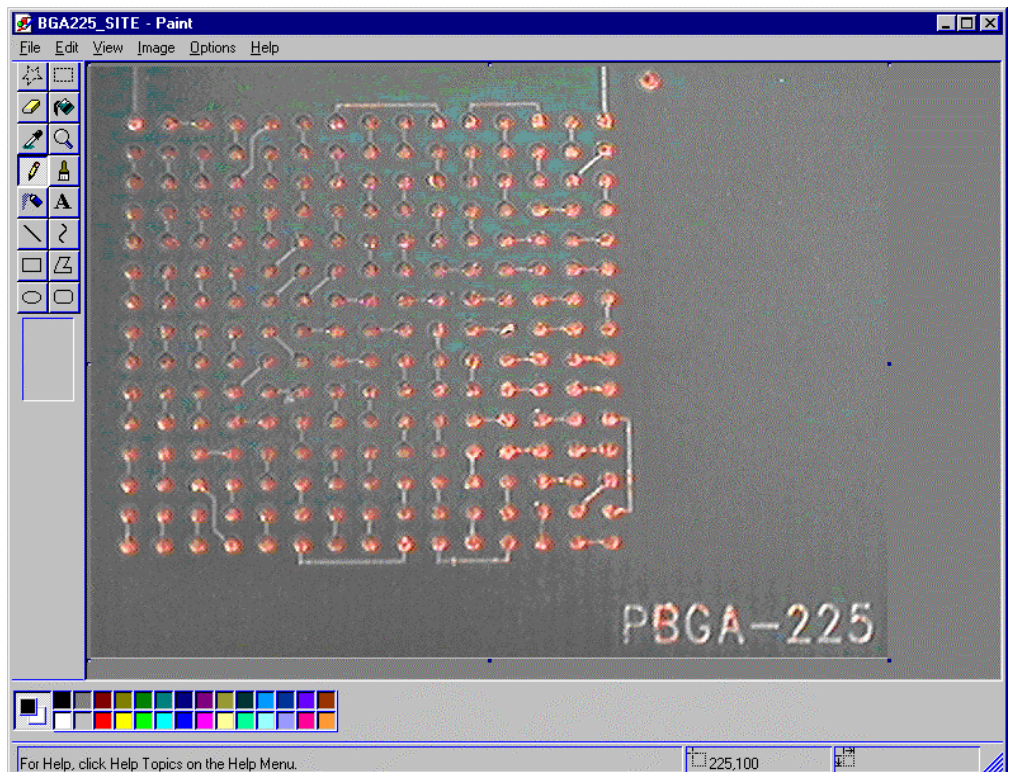 BGA225_SITE - Paint
File Edit View Image Options Help
A
PBGA-225
For Help, click Help Topics on the Help Menu.
225,100